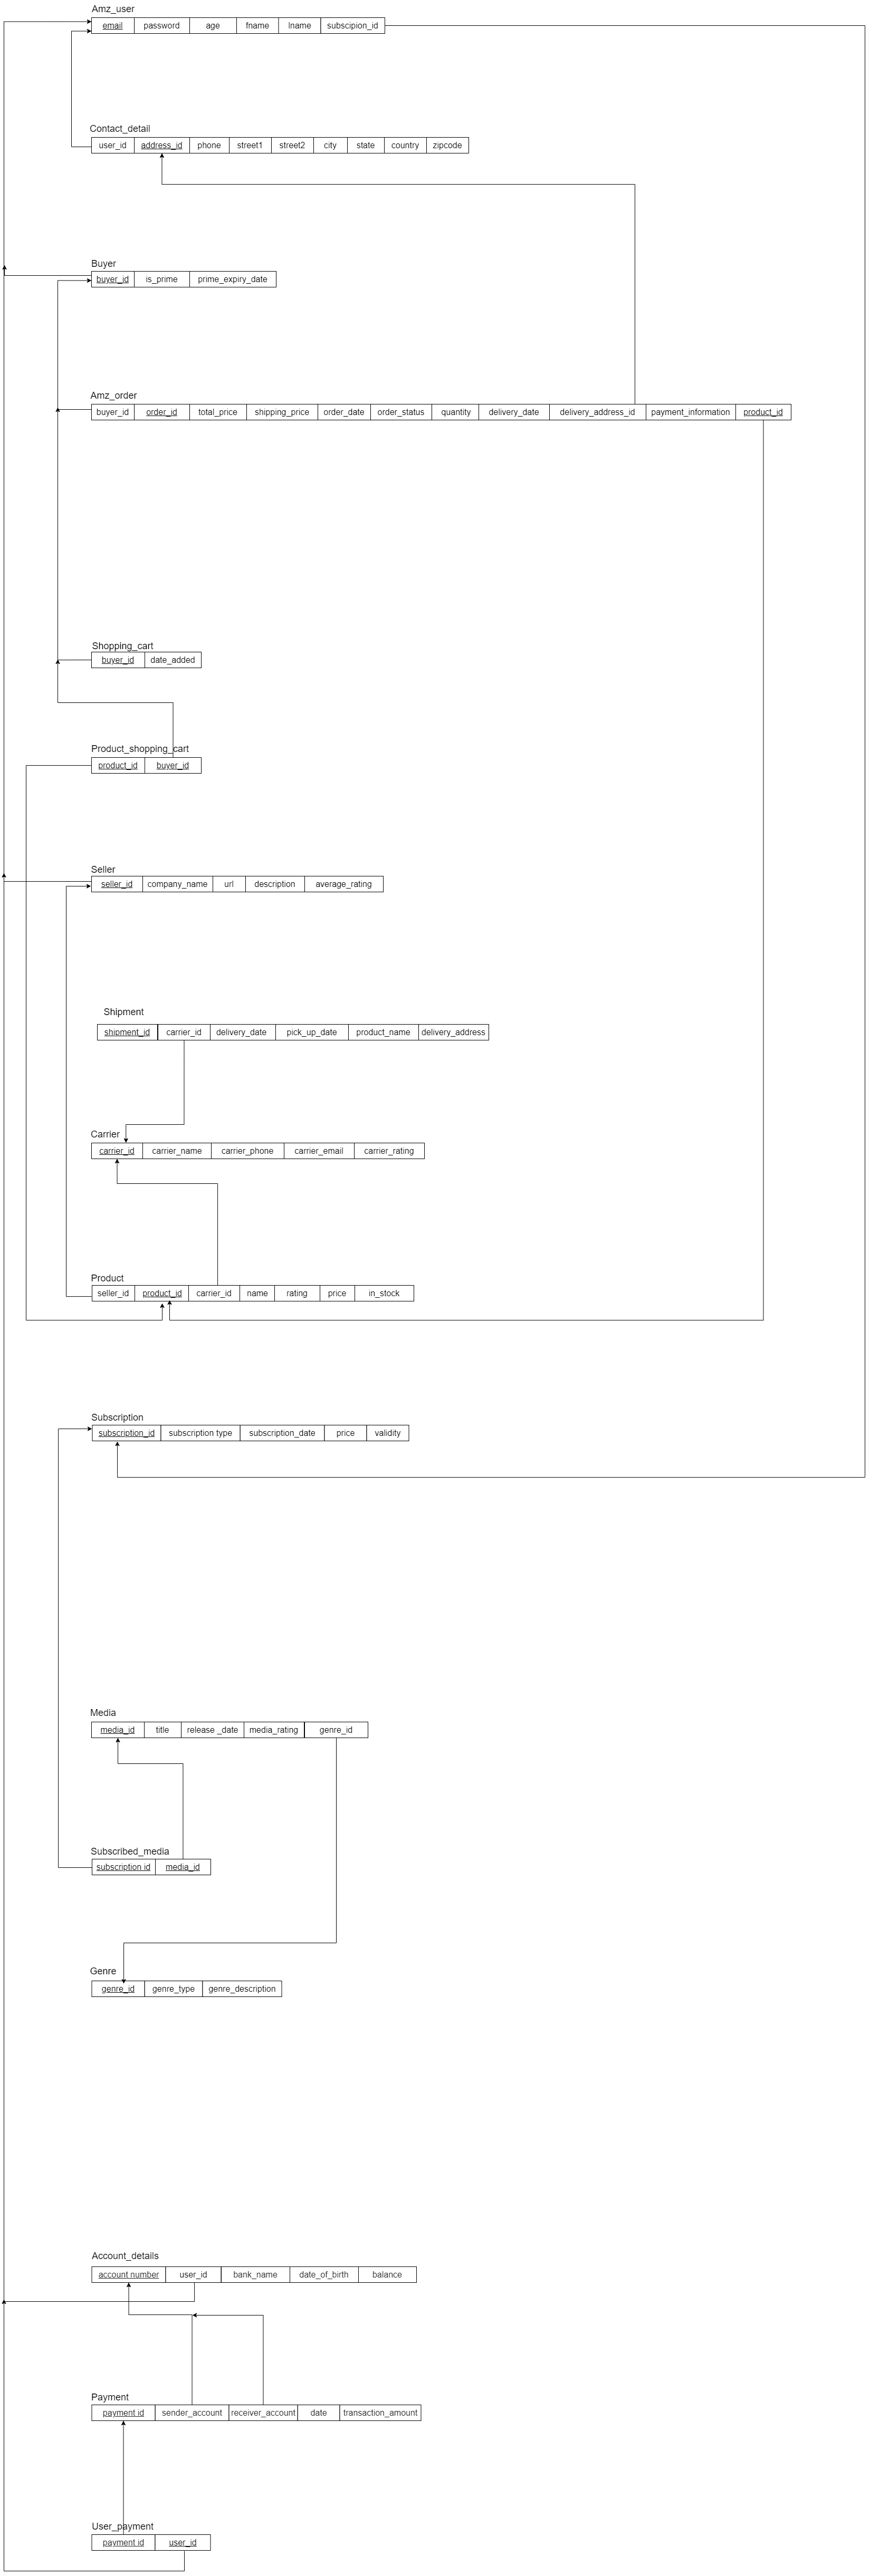 Amz_user
email password age fname lname subscipion_id
Contact_detail
user_id address_id phone street1 street2 city state country zipcode
Buyer
buyer_id is_prime prime_expiry_date
Amz_order
buyer_id order_id total_price shipping_price order_date order_status quantity delivery_date delivery_address_id payment_information product_id
Shopping_cart
buyer_id date_added
Product_shopping_cart
product_id buyer_id
Seller
seller_id company_name url description average_rating
Shipment
shipment_id carrier_id delivery_date pick_up_date product_name delivery_address
Carrier
carrier_id carrier_name carrier_phone carrier_email carrier_rating
Product
seller_id product_id carrier_id name rating price in_stock
Subscription
subscription_id subscription type subscription_date price validity
Media
media_id title release _date media_rating genre_id
Subscribed_media
subscription id media_id
Genre
genre_id genre_type genre_description
Account_details
account number user_id bank_name date_of_birth balance
Payment
payment id sender_account receiver_account date transaction_amount
User_payment
payment id user_id